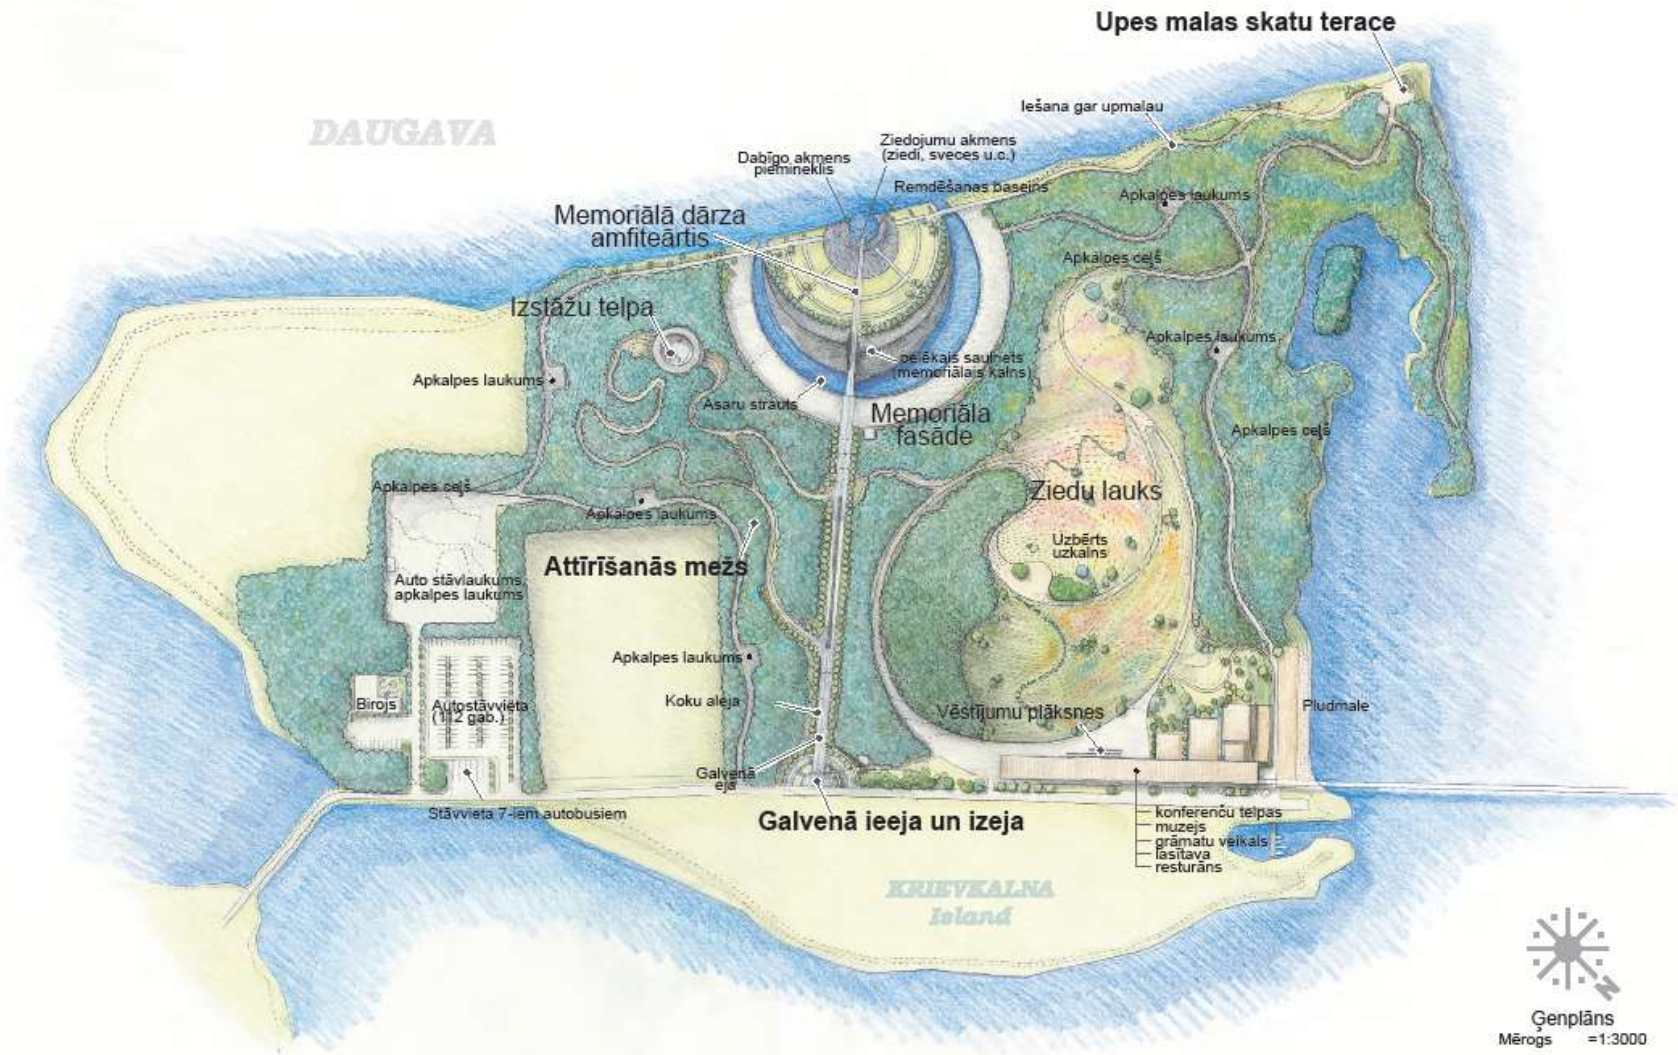 Upes malas skatu terace
Iešana gar upmalau
DAUGAVA
Ziedojumu akmens
(ziedi, sveces u.c.)
Dabīgo akmens
piemineklis
Remdēšanas baseins
Apkalpes laukums
Memoriālā dārza
amfiteārtis
Apkalpes ceļš
Izstāžu telpa
Apkalpes laukums
pelēkais
(memoriālais kalns)
Apkalpes laukums
Asaru strauts
Memoriāla
fasāde
Apkalpes ceļš
Apkalpes ceļš
Ziedu lauks
Apkalpes laukums
Uzbērts
uzkalns
Attīrīšanās mežs
Auto stāvlaukums,
apkalpes laukums
Apkalpes laukums
Birojs
Autostāvvieta
(112 gab.)
Koku aleja
Vēstījumu plāksnes
Pludmale
Galvenā
eja
Stāvvieta 7-iem autobusiem
Galvenā ieeja un izeja
konferenču telpas
muzejs
grāmatu veikals
lasītava
resturāns
KRIEVKALNA
Island
N
Ģenplāns
Mērogs =1:3000